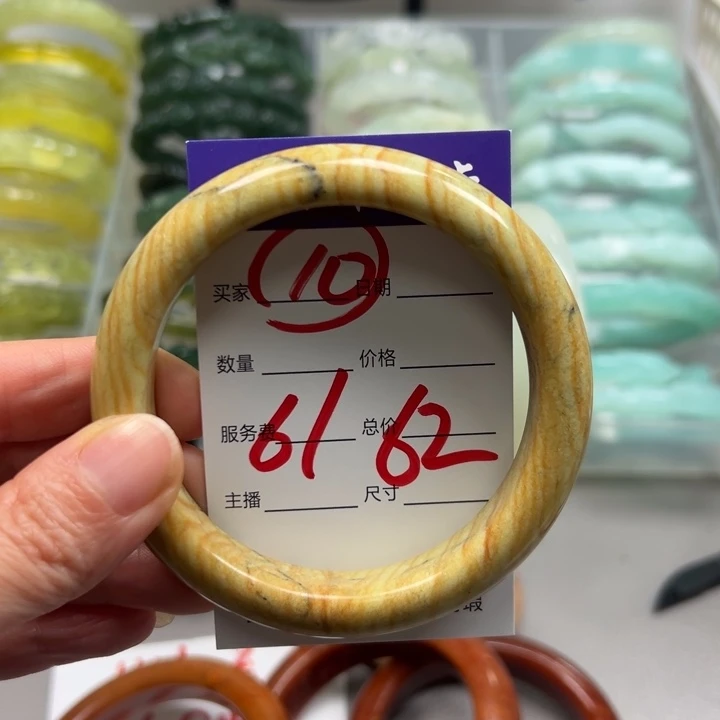 ⑩
买家 日期
数量 价格
61 62
服务费 总价
主播 尺寸
瑕